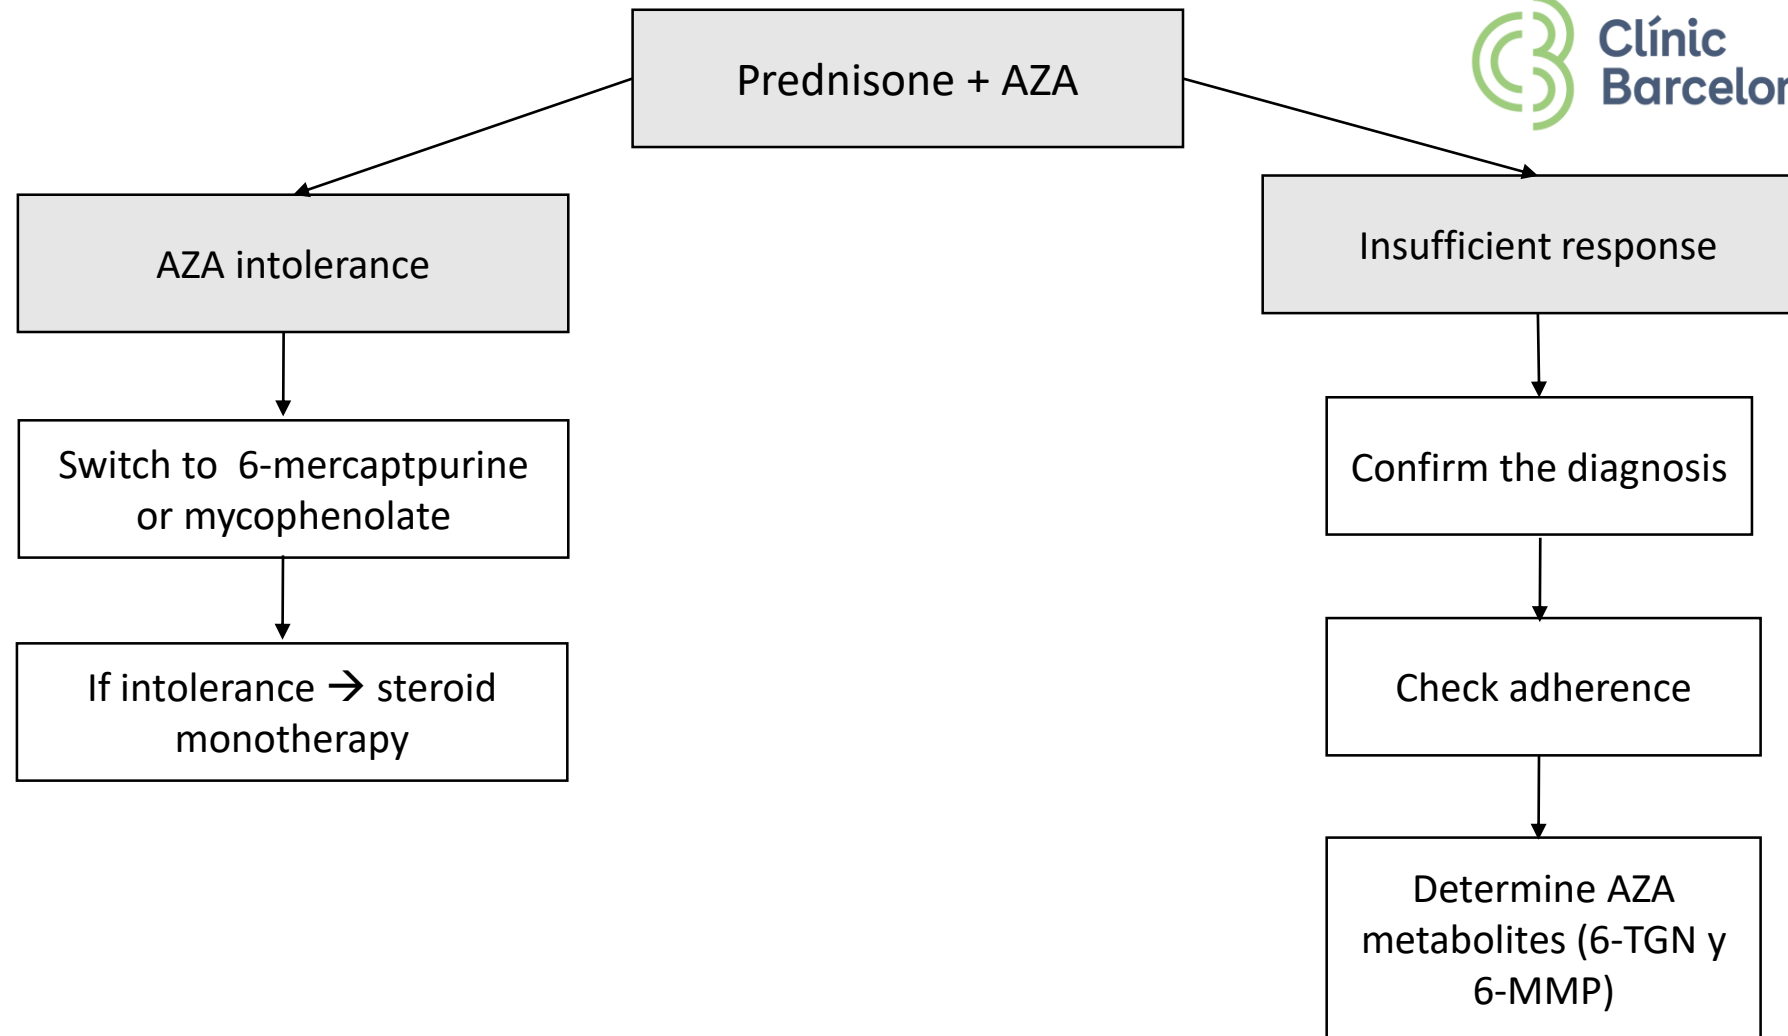 Clínic
Prednisone + AZA
AZA intolerance
Insufficient response
Switch to 6-mercaptpurine
or mycophenolate
Confirm the diagnosis
If intolerance → steroid
monotherapy
Check adherence
Determine AZA
metabolites (6-TGN y
6-MMP)